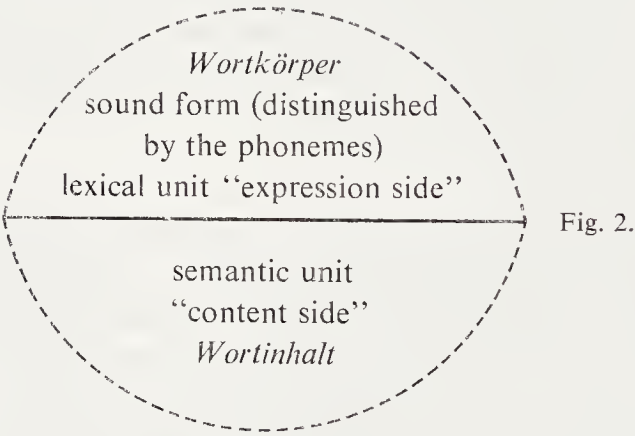 Wortkörper
sound form (distinguished
by the phonemes)
lexical unit “expression side”
Fig. 2.
semantic unit
“content side”
Wortinhalt